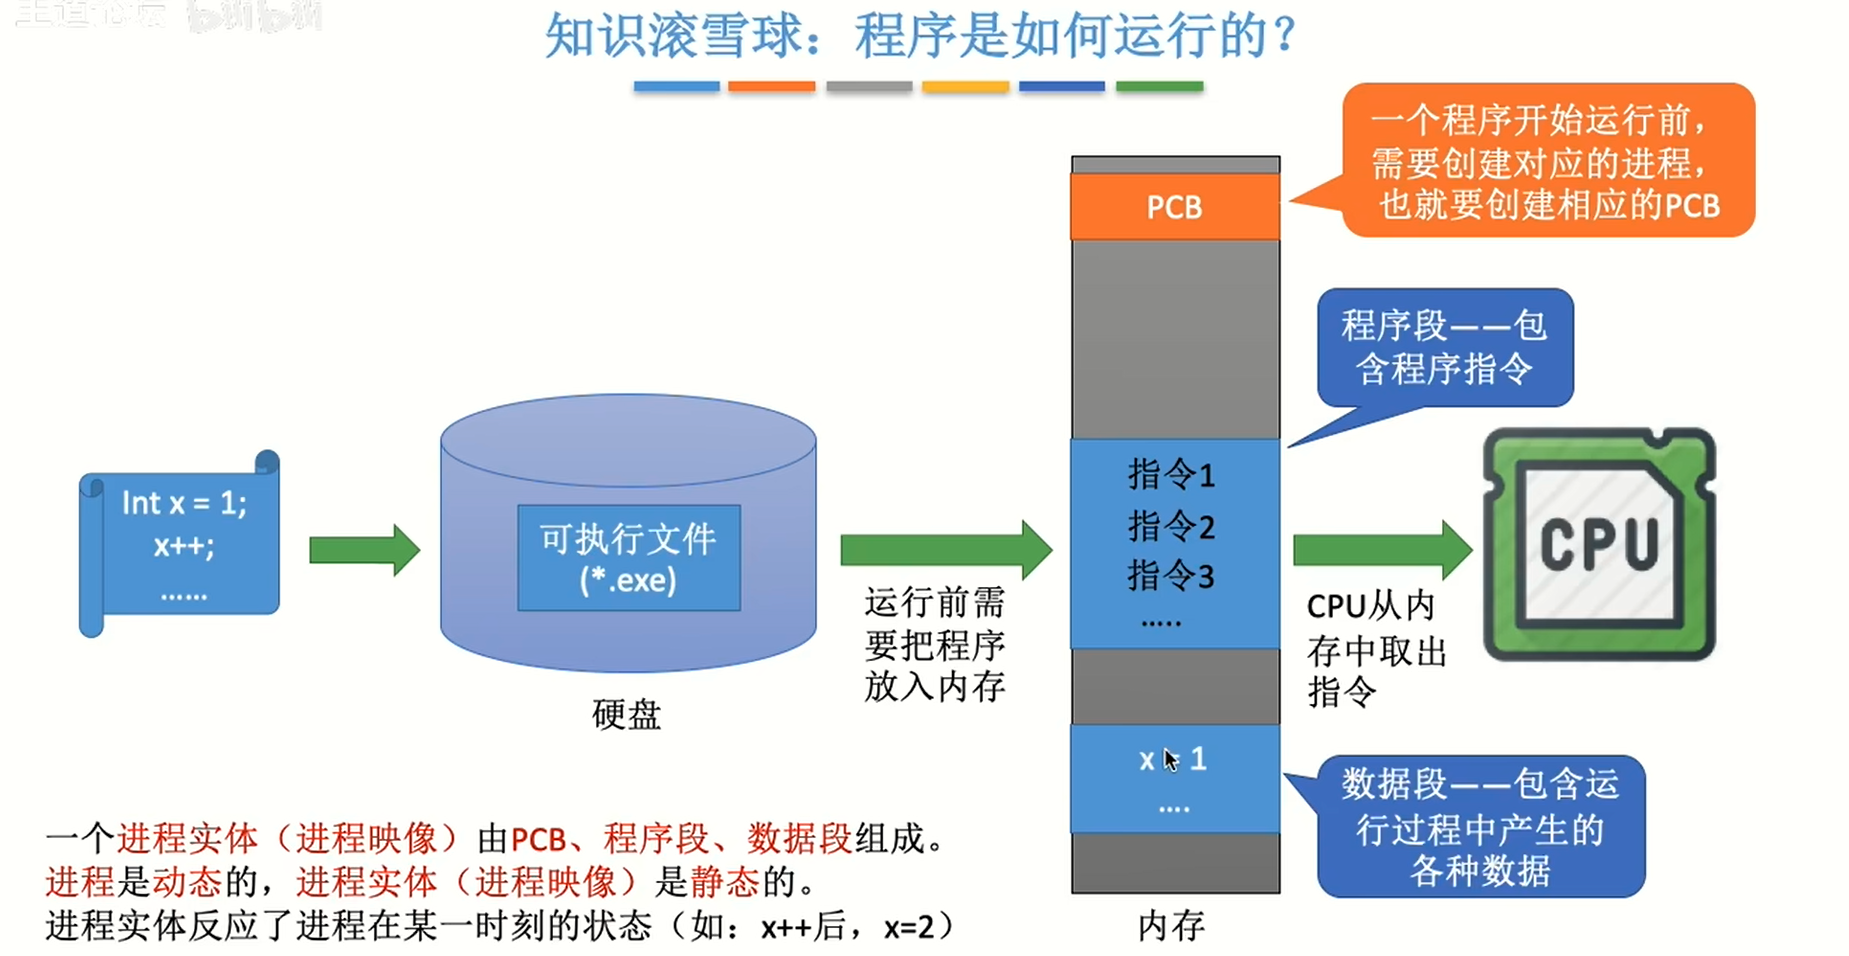 王道论坛 bilibili
知识滚雪球：程序是如何运行的？
一个程序开始运行前，
需要创建对应的进程，
也就要创建相应的PCB
PCB
程序段——包
含程序指令
Int x = 1;
x++;
......
可执行文件
(*.exe)
硬盘
运行前需
要把程序
放入内存
指令1
指令2
指令3
.....
CPU从内
存中取出
指令
CPU
x 1
....
数据段——包含运
行过程中产生的
各种数据
内存
一个进程实体（进程映像）由PCB、程序段、数据段组成。
进程是动态的，进程实体（进程映像）是静态的。
进程实体反应了进程在某一时刻的状态（如：x++后，x=2）